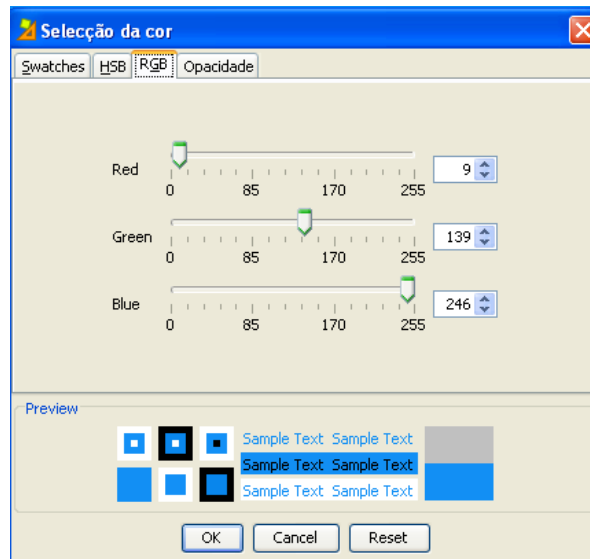 Selecção da cor
Swatches HSB RGB Opacidade
Red 9
0 85 170 255
Green 139
0 85 170 255
Blue 246
0 85 170 255
Preview
Sample Text Sample Text
Sample Text Sample Text
Sample Text Sample Text
OK Cancel Reset